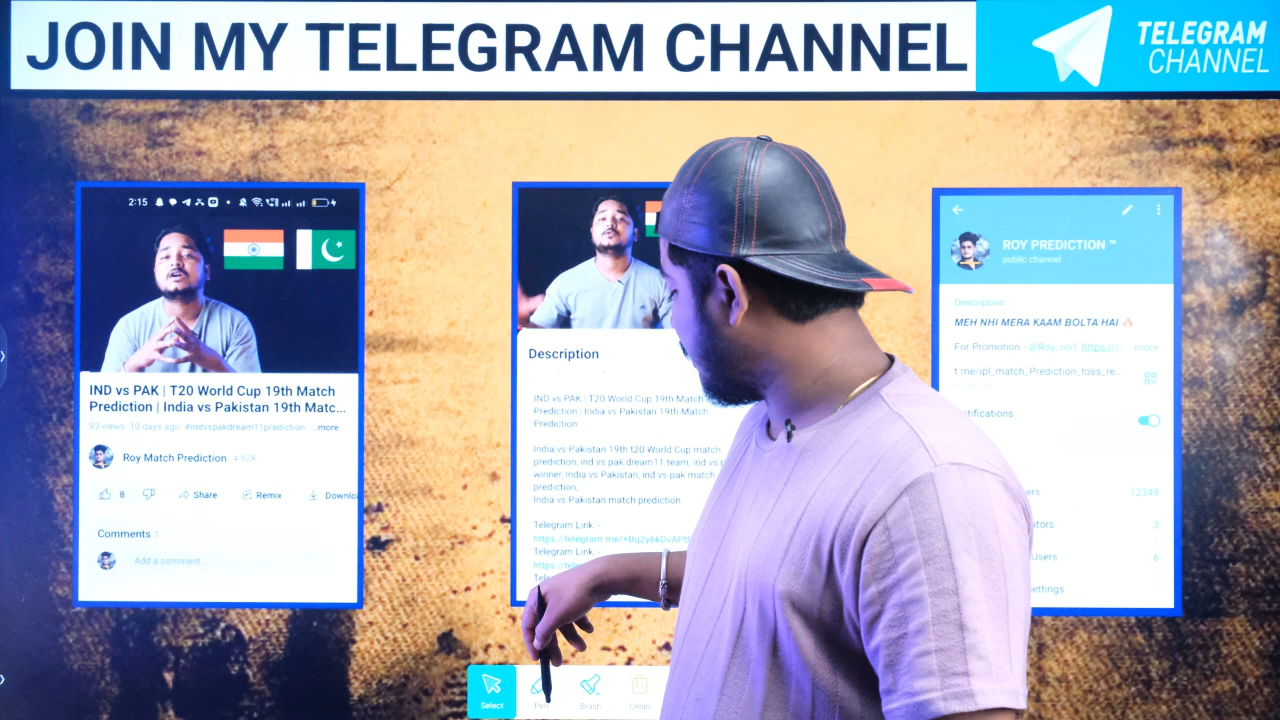 JOIN MY TELEGRAM CHANNEL
TELEGRAM
CHANNEL
2:15
IND vs PAK | T20 World Cup 19th Match
Prediction | India vs Pakistan 19th Matc...
93 views 10 days ago #indvspakdream11prediction ...more
Roy Match Prediction 4.62K
8 Share Remix Downlo
Comments 1
Add a comment...
Description
IND vs PAK | T20 World Cup 19th Match
Prediction | India vs Pakistan 19th Match
Prediction
India vs Pakistan 19th t20 World Cup match
prediction, ind vs pak dream11 team, ind vs
winner, India vs Pakistan, ind vs pak match
prediction,
India vs Pakistan match prediction
Telegram Link :-
Telegram Link :-
ROY PREDICTION ™
public channel
Description
MEH NHI MERA KAAM BOLTA HAI 🔥
For Promotion - @Roy_no1 more
t.me/ipl_match_Prediction_toss_re...
tifications
ers 12349
ators 3
Users 6
ettings
Select
Pen
Brush
Clean